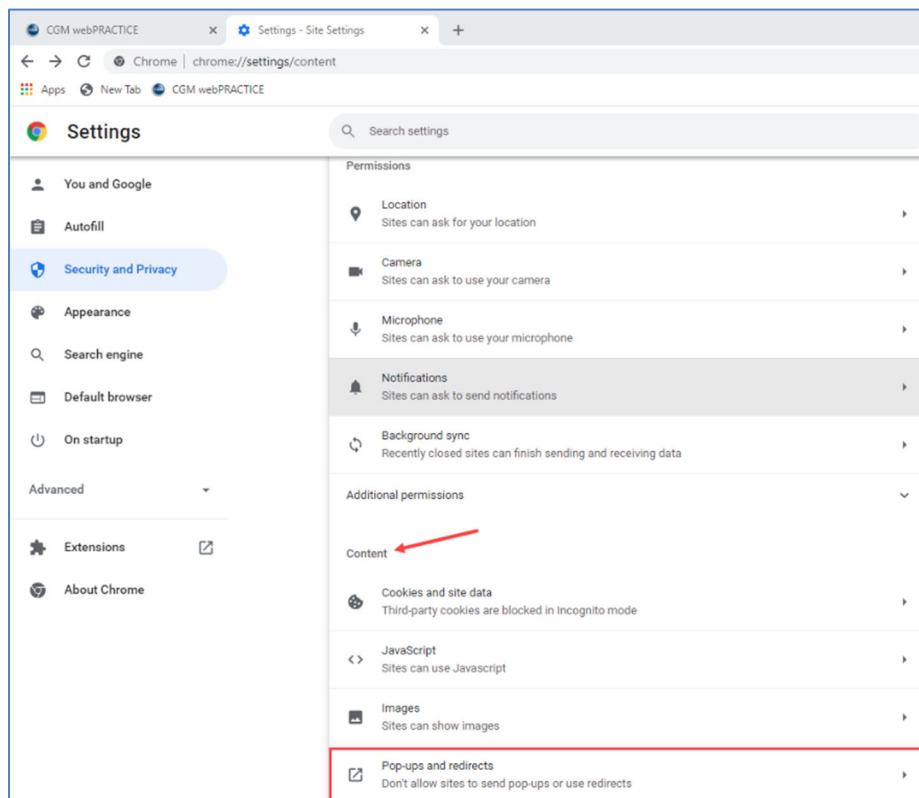 CGM webPRACTICE
Settings - Site Settings
Chrome | chrome://settings/content
Apps New Tab CGM webPRACTICE
Settings
Search settings
You and Google
Autofill
Security and Privacy
Appearance
Search engine
Default browser
On startup
Advanced
Extensions
About Chrome
Permissions
Location
Sites can ask for your location
Camera
Sites can ask to use your camera
Microphone
Sites can ask to use your microphone
Notifications
Sites can ask to send notifications
Background sync
Recently closed sites can finish sending and receiving data
Additional permissions
Content
Cookies and site data
Third-party cookies are blocked in Incognito mode
JavaScript
Sites can use Javascript
Images
Sites can show images
Pop-ups and redirects
Don't allow sites to send pop-ups or use redirects